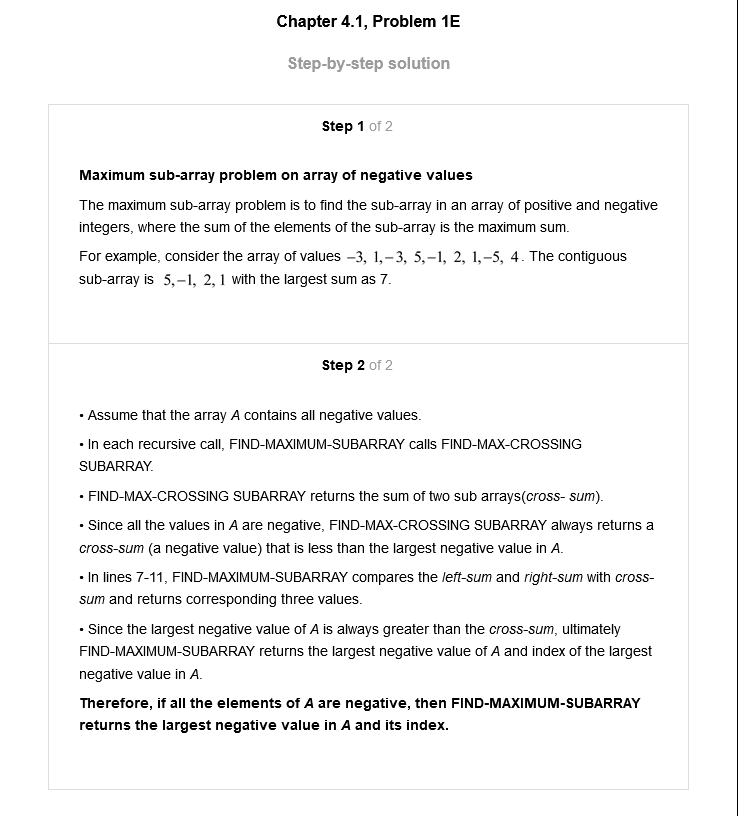 Chapter 4.1, Problem 1E
Step-by-step solution
Step 1 of 2
Maximum sub-array problem on array of negative values
The maximum sub-array problem is to find the sub-array in an array of positive and negative
integers, where the sum of the elements of the sub-array is the maximum sum.
For example, consider the array of values −3, 1,−3, 5,−1, 2, 1,−5, 4. The contiguous
sub-array is 5,−1, 2, 1 with the largest sum as 7.
Step 2 of 2
• Assume that the array A contains all negative values.
• In each recursive call, FIND-MAXIMUM-SUBARRAY calls FIND-MAX-CROSSING
SUBARRAY.
• FIND-MAX-CROSSING SUBARRAY returns the sum of two sub arrays(cross- sum).
• Since all the values in A are negative, FIND-MAX-CROSSING SUBARRAY always returns a
cross-sum (a negative value) that is less than the largest negative value in A.
• In lines 7-11, FIND-MAXIMUM-SUBARRAY compares the left-sum and right-sum with cross-
sum and returns corresponding three values.
• Since the largest negative value of A is always greater than the cross-sum, ultimately
FIND-MAXIMUM-SUBARRAY returns the largest negative value of A and index of the largest
negative value in A.
Therefore, if all the elements of A are negative, then FIND-MAXIMUM-SUBARRAY
returns the largest negative value in A and its index.